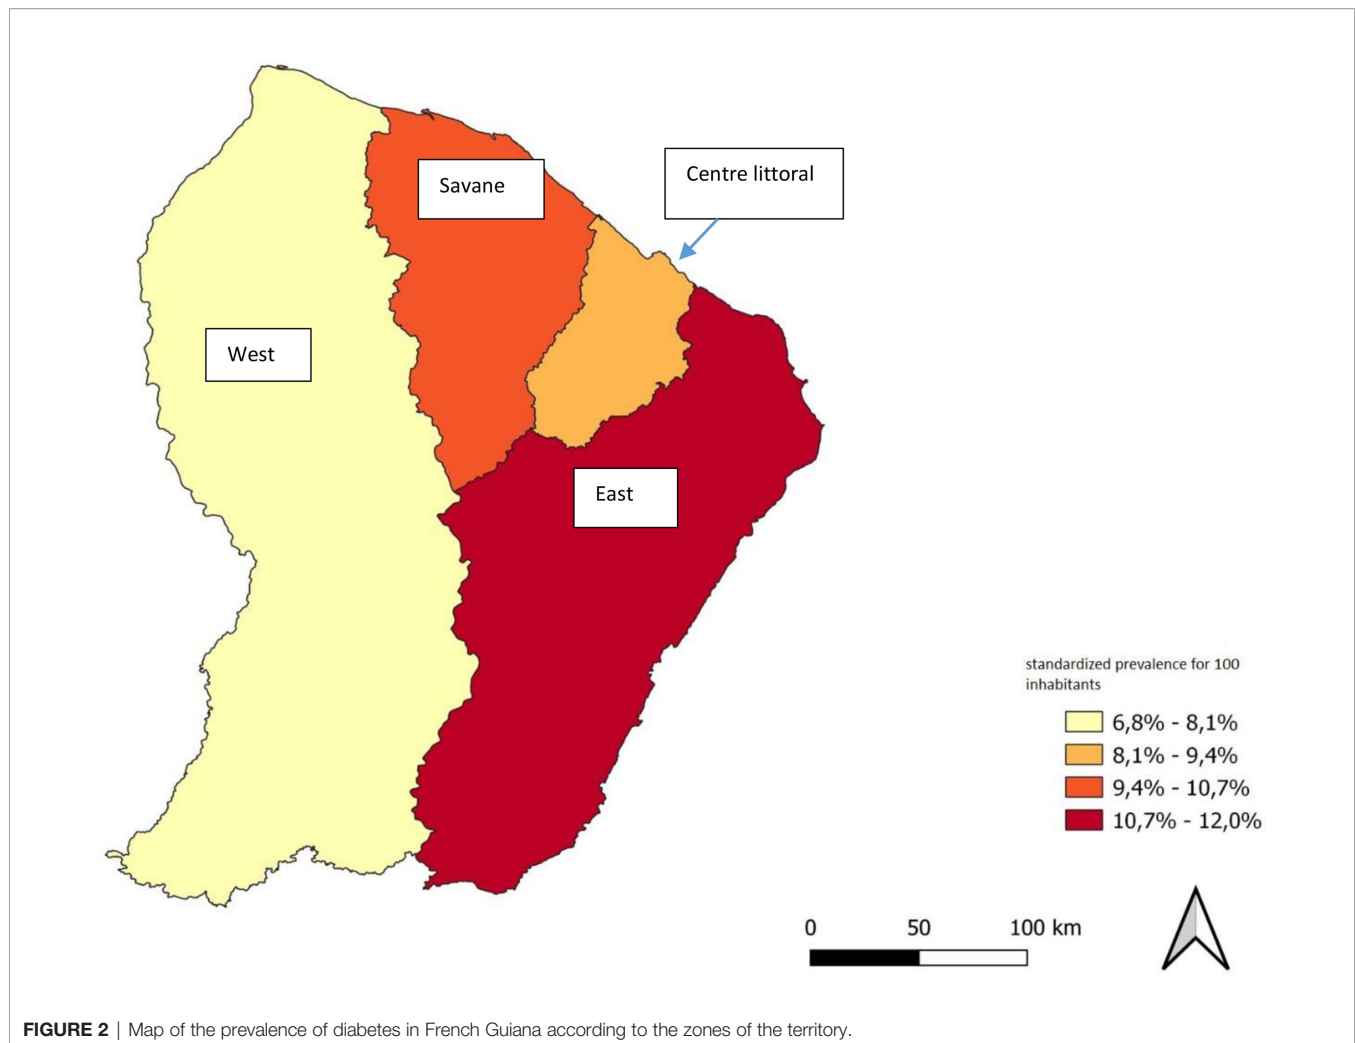 Savane
Centre littoral
West
East
standardized prevalence for 100
inhabitants
6,8% - 8,1%
8,1% - 9,4%
9,4% - 10,7%
10,7% - 12,0%
0 50 100 km
FIGURE 2 | Map of the prevalence of diabetes in French Guiana according to the zones of the territory.